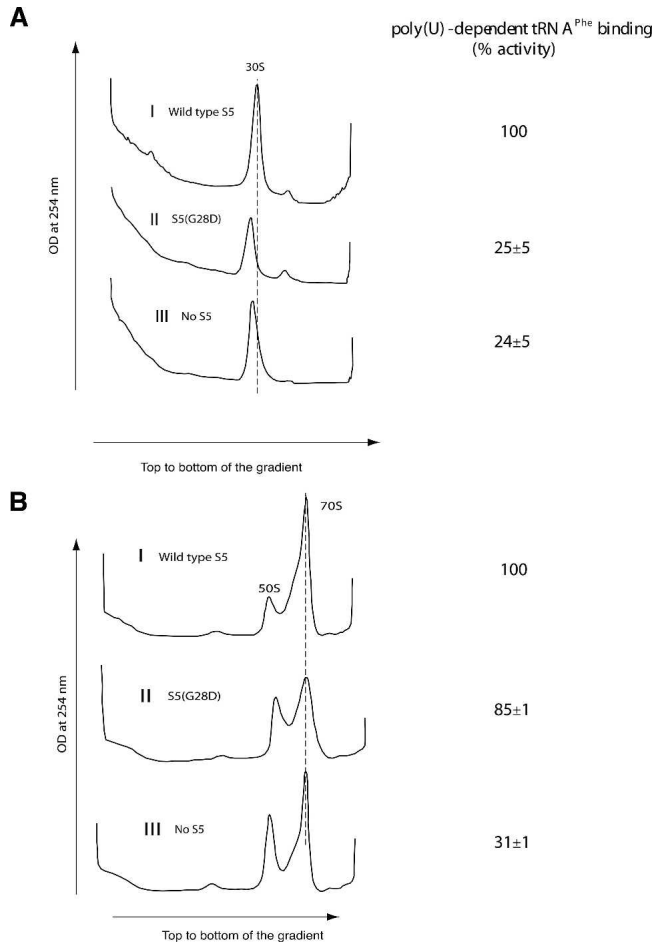 A
poly(U) -dependent tRNA Phe binding
(% activity)
30S
I Wild type S5
100
II S5(G28D)
25±5
III No S5
24±5
OD at 254 nm
Top to bottom of the gradient
B
70S
I Wild type S5
50S
100
II S5(G28D)
85±1
III No S5
31±1
OD at 254 nm
Top to bottom of the gradient